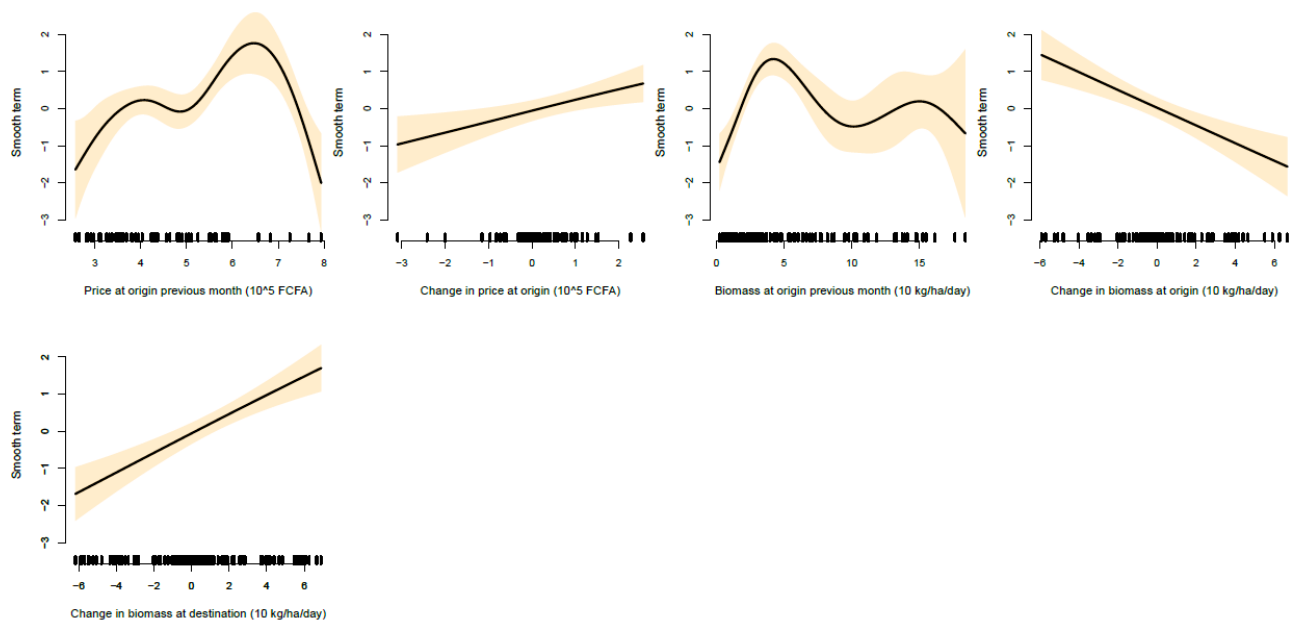 Smooth term
2
1
0
−1
−2
−3
3 4 5 6 7 8
Price at origin previous month (10^5 FCFA)
Smooth term
2
1
0
−1
−2
−3
−3 −2 −1 0 1 2
Change in price at origin (10^5 FCFA)
Smooth term
2
1
0
−1
−2
−3
0 5 10 15
Biomass at origin previous month (10 kg/ha/day)
Smooth term
2
1
0
−1
−2
−3
−6 −4 −2 0 2 4 6
Change in biomass at origin (10 kg/ha/day)
Smooth term
2
1
0
−1
−2
−3
−6 −4 −2 0 2 4 6
Change in biomass at destination (10 kg/ha/day)